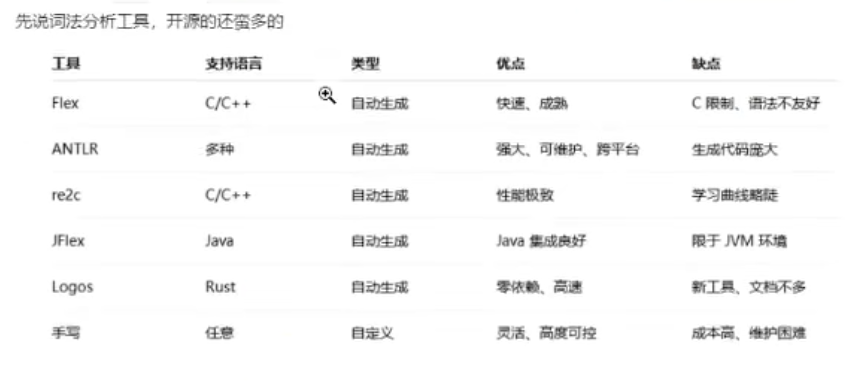 先说词法分析工具，开源的还蛮多的
工具 支持语言 类型 优点 缺点
Flex C/C++ 自动生成 快速、成熟 C 限制、语法不友好
ANTLR 多种 自动生成 强大、可维护、跨平台 生成代码庞大
re2c C/C++ 自动生成 性能极致 学习曲线略陡
JFlex Java 自动生成 Java 集成良好 限于 JVM 环境
Logos Rust 自动生成 零依赖、高速 新工具、文档不多
手写 任意 自定义 灵活、高度可控 成本高、维护困难